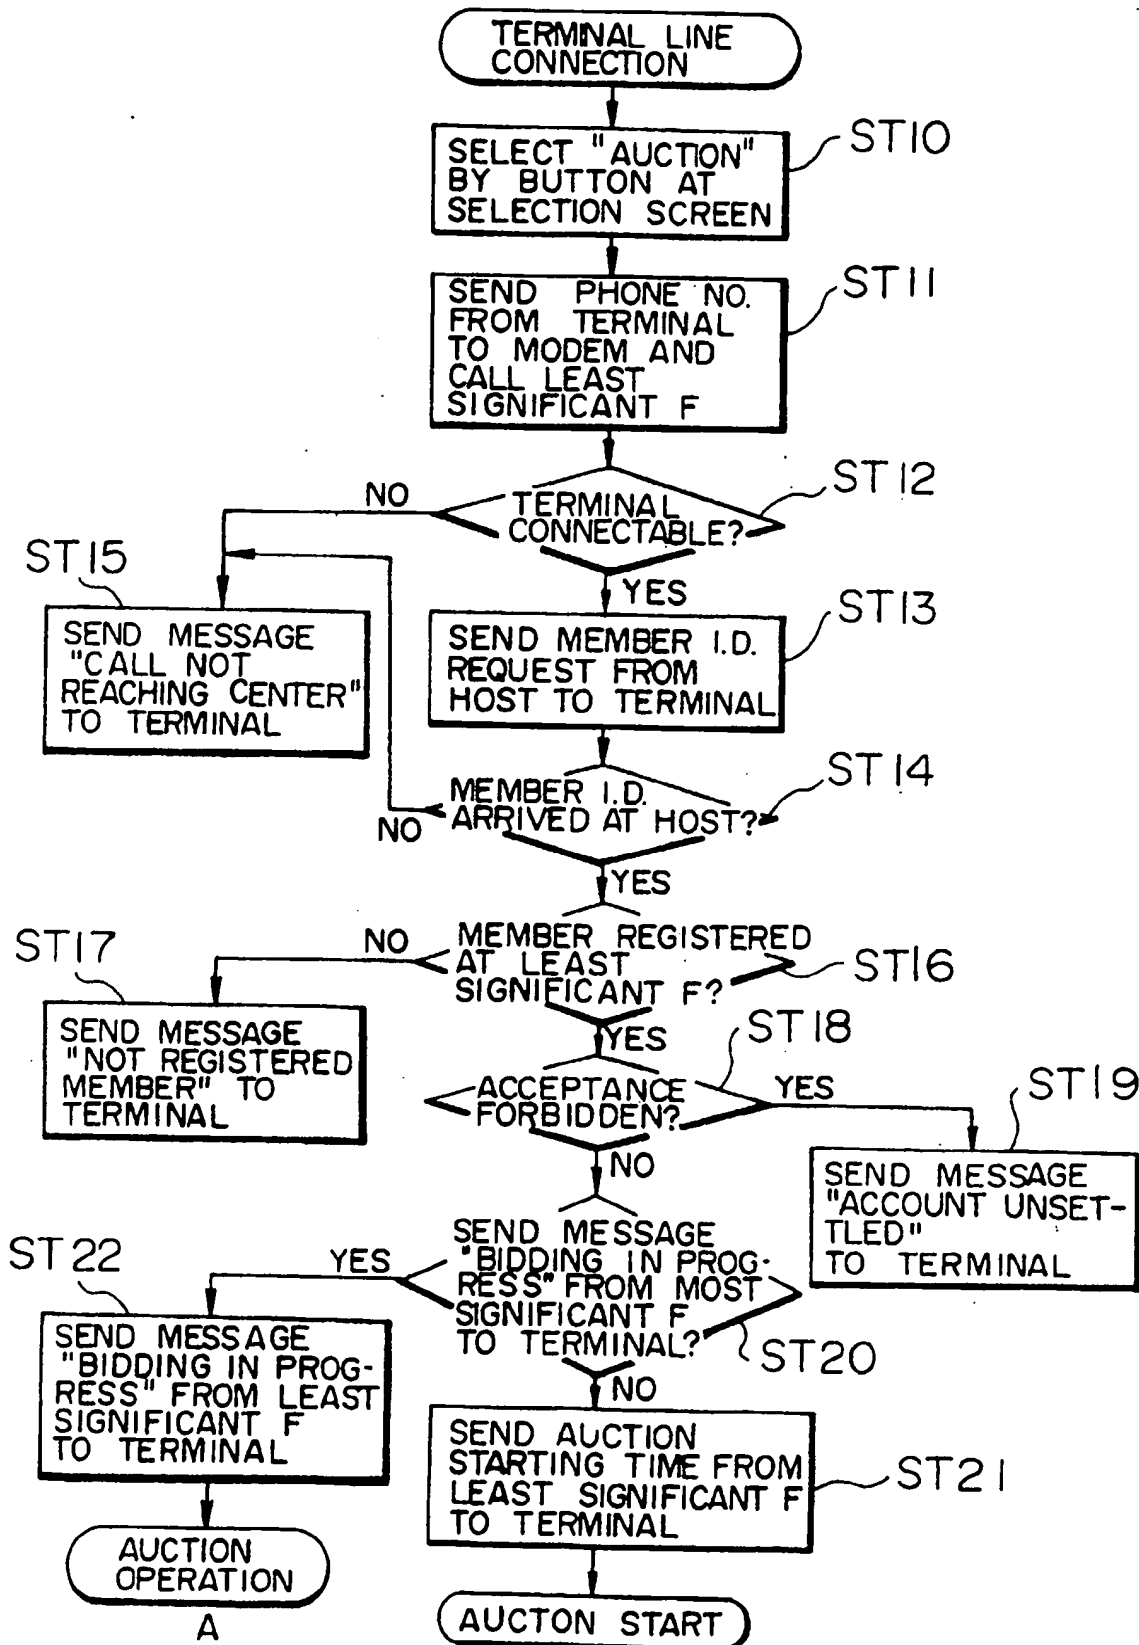 TERMINAL LINE
CONNECTION
ST10
SELECT "AUCTION"
BY BUTTON AT
SELECTION SCREEN
ST11
SEND PHONE NO.
FROM TERMINAL
TO MODEM AND
CALL LEAST
SIGNIFICANT F
ST12
NO
TERMINAL
CONNECTABLE?
YES
ST15
SEND MESSAGE
"CALL NOT
REACHING CENTER"
TO TERMINAL
ST13
SEND MEMBER I.D.
REQUEST FROM
HOST TO TERMINAL
ST14
MEMBER I.D.
ARRIVED AT HOST?
NO
YES
ST17
NO
MEMBER REGISTERED
AT LEAST
SIGNIFICANT F?
ST16
YES
SEND MESSAGE
"NOT REGISTERED
MEMBER" TO
TERMINAL
ST18
ACCEPTANCE
FORBIDDEN?
YES
ST19
NO
SEND MESSAGE
"ACCOUNT UNSET-
TLED"
TO TERMINAL
ST22
YES
SEND MESSAGE
"BIDDING IN PROG-
RESS" FROM MOST
SIGNIFICANT F
TO TERMINAL?
ST20
NO
SEND MESSAGE
"BIDDING IN PROG-
RESS" FROM LEAST
SIGNIFICANT F
TO TERMINAL
SEND AUCTION
STARTING TIME FROM
LEAST SIGNIFICANT F
TO TERMINAL
ST21
AUCTION
OPERATION
A
AUCTON START